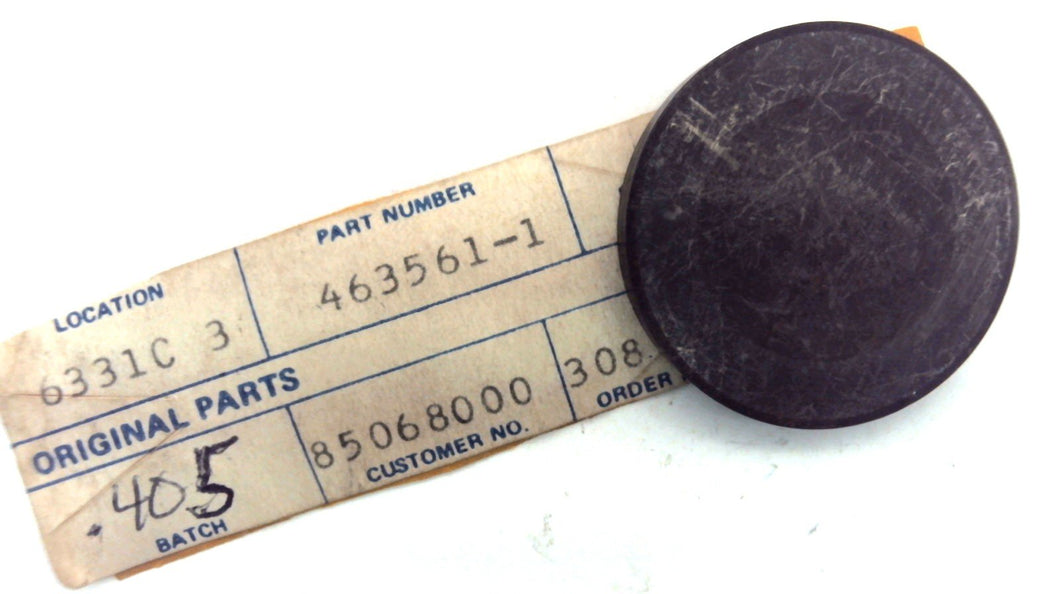 LOCATION PART NUMBER
6331C 3 463561-1
ORIGINAL PARTS
.405 85068000 308
BATCH CUSTOMER NO. ORDER